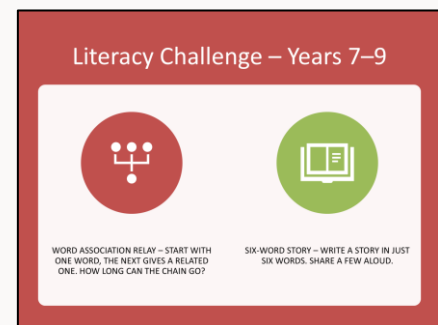 Literacy Challenge – Years 7–9
WORD ASSOCIATION RELAY – START WITH
ONE WORD, THE NEXT GIVES A RELATED
ONE. HOW LONG CAN THE CHAIN GO?
SIX-WORD STORY – WRITE A STORY IN JUST
SIX WORDS. SHARE A FEW ALOUD.